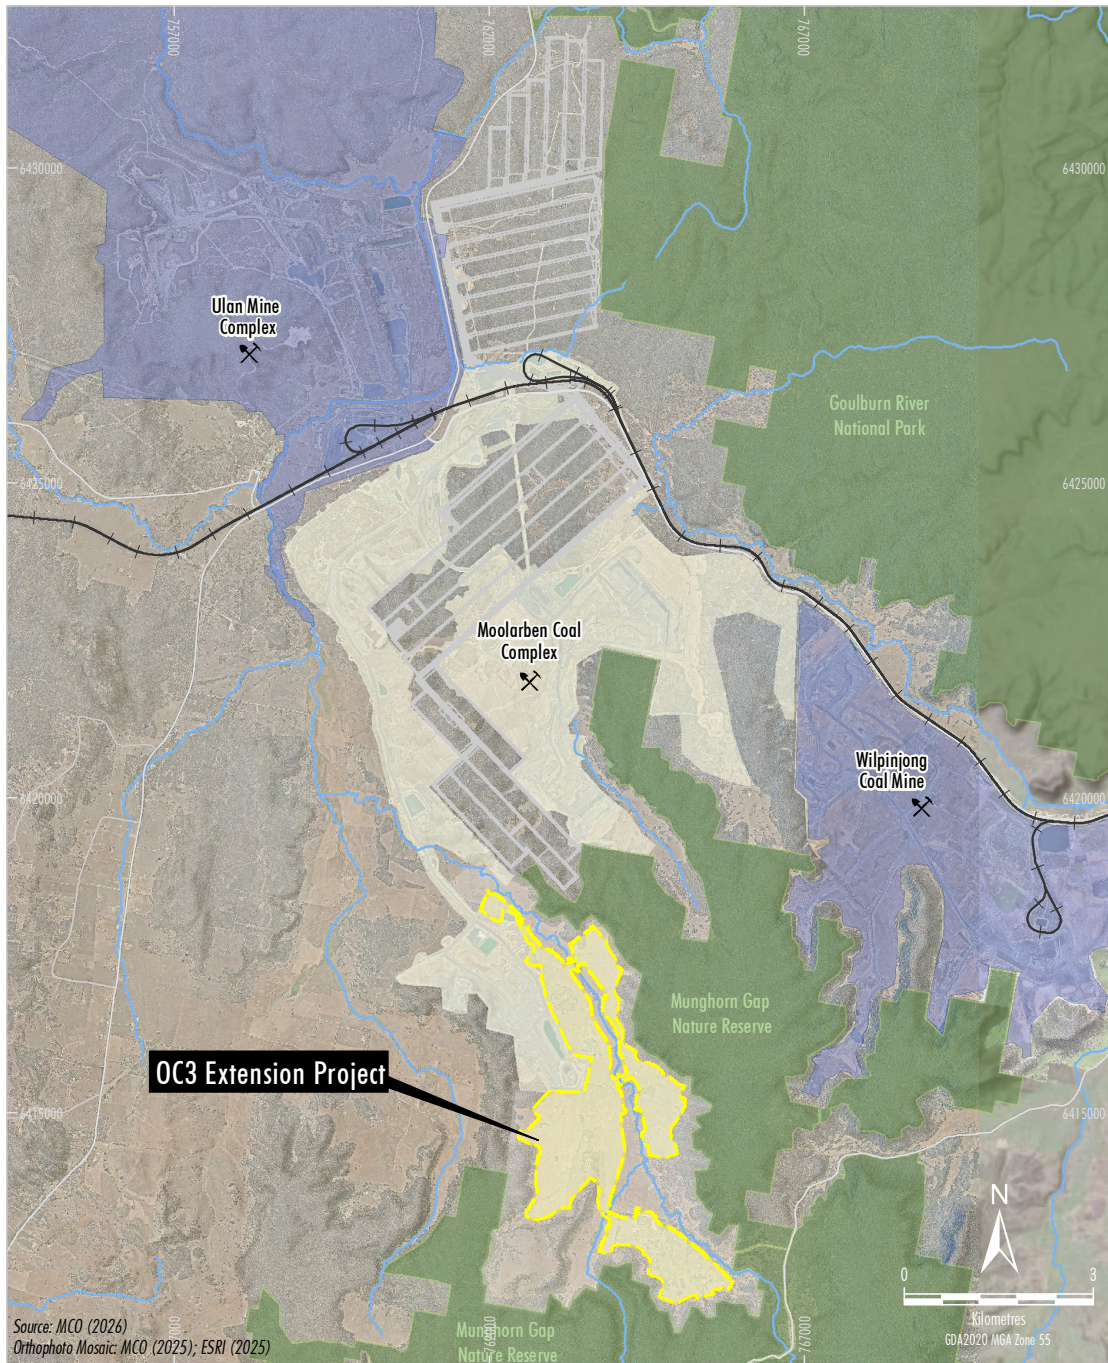 757000
762000
767000
6430000
6430000
Ulan Mine
Complex
Goulburn River
National Park
6425000
6425000
Moolarben Coal
Complex
Wilpinjong
Coal Mine
6420000
6420000
Munghorn Gap
Nature Reserve
OC3 Extension Project
6415000
6415000
N
0
3
Kilometres
GDA2020 MGA Zone 55
Source: MCO (2026)
Orthophoto Mosaic: MCO (2025); ESRI (2025)
757000
762000
767000
Munghorn Gap
Nature Reserve